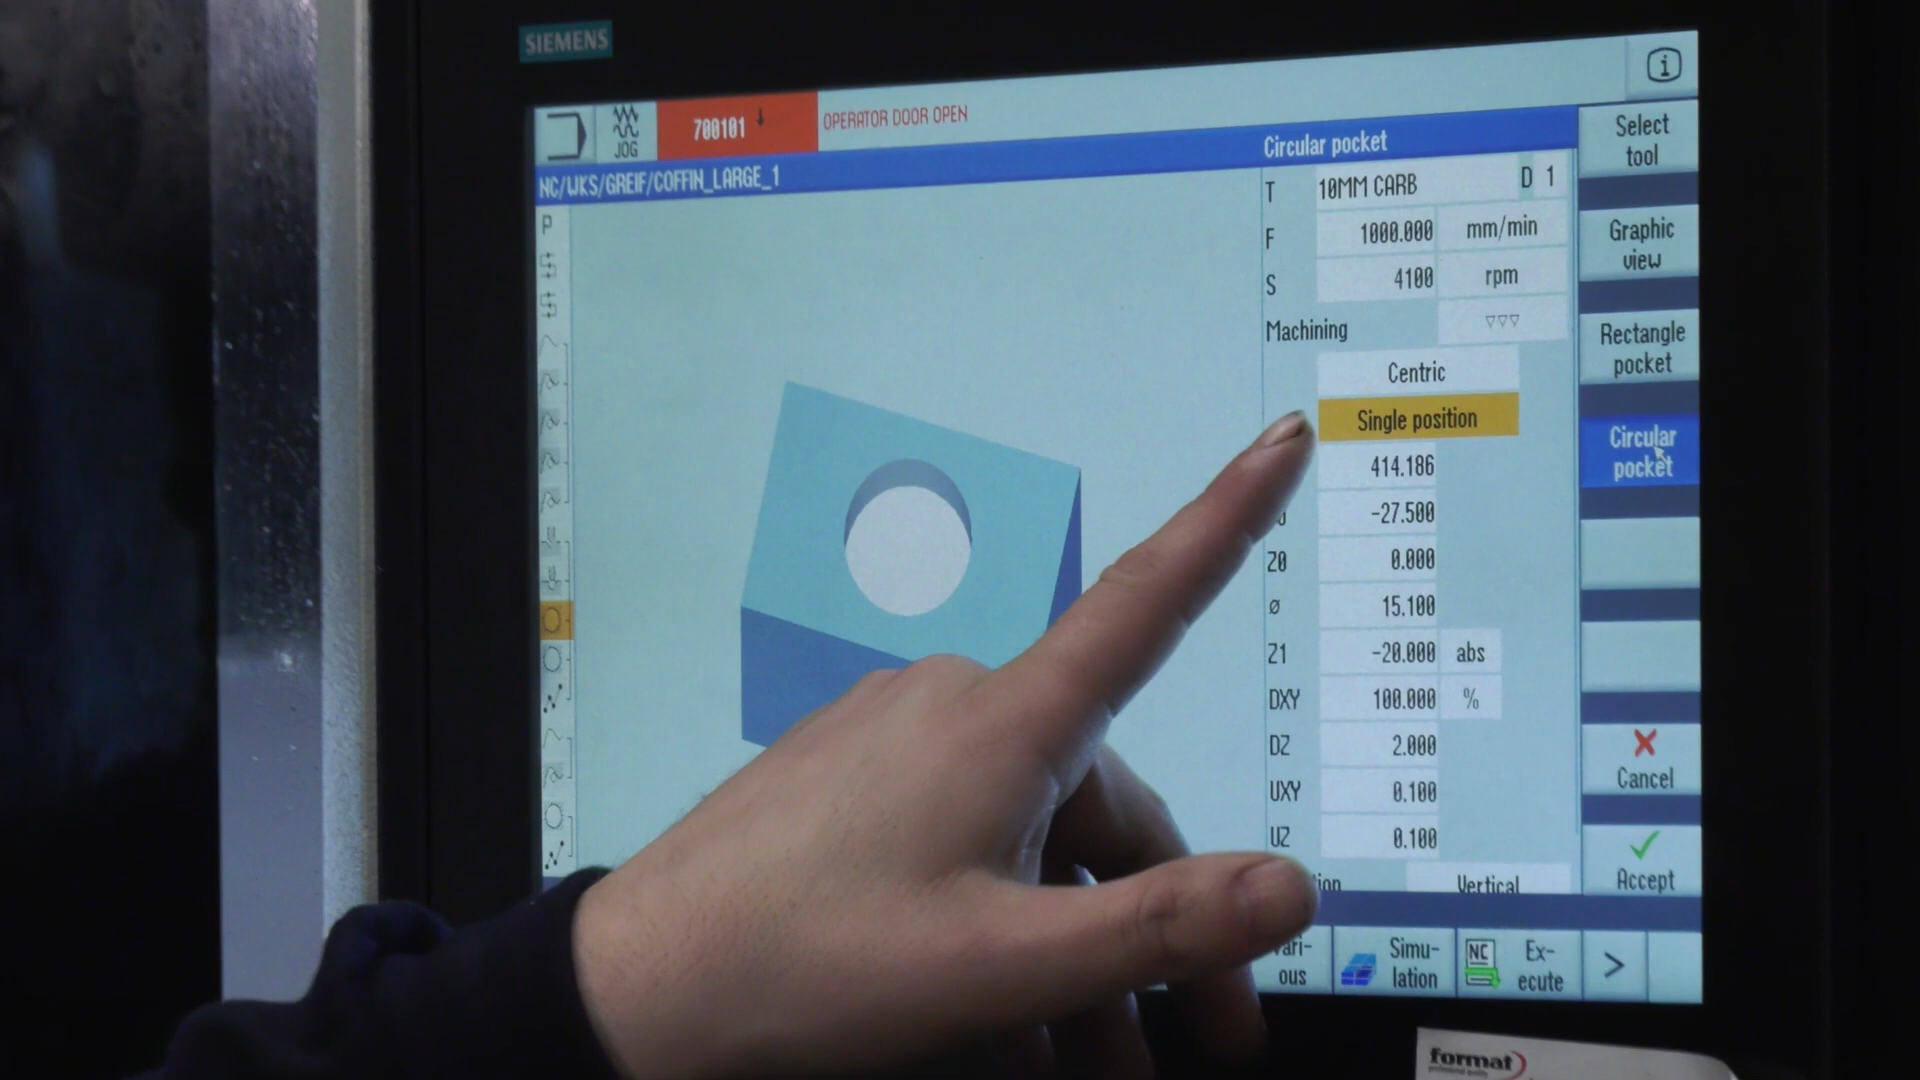 SIEMENS
JOG
700101 ↓
OPERATOR DOOR OPEN
NC/WKS/GREIF/COFFIN_LARGE_1
P
Circular pocket
T 10MM CARB D 1
F 1000.000 mm/min
S 4100 rpm
Machining ▽▽▽
Centric
Single position
414.186
-27.500
Z0 0.000
ø 15.100
Z1 -20.000 abs
DXY 100.000 %
DZ 2.000
UXY 0.100
UZ 0.100
Vertical
Select
tool
Graphic
view
Rectangle
pocket
Circular
pocket
Cancel
Accept
ous
Simu-
lation
NC
Ex-
ecute
>
format